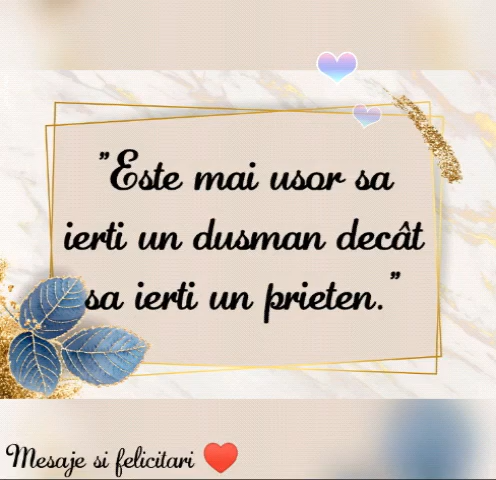 "Este mai usor sa
ierti un dusman decât
sa ierti un prieten."
Mesaje si felicitari ❤️